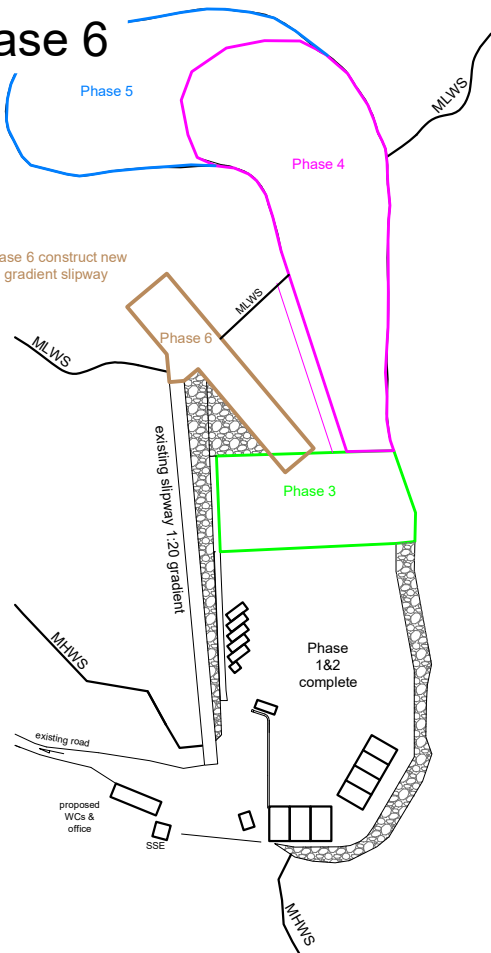 ase 6
Phase 5
MLWS
Phase 4
ase 6 construct new
gradient slipway
MLWS
Phase 6
MLWS
existing slipway 1:20 gradient
Phase 3
Phase
1&2
complete
MHWS
existing road
proposed
WCs &
office
SSE
MHWS